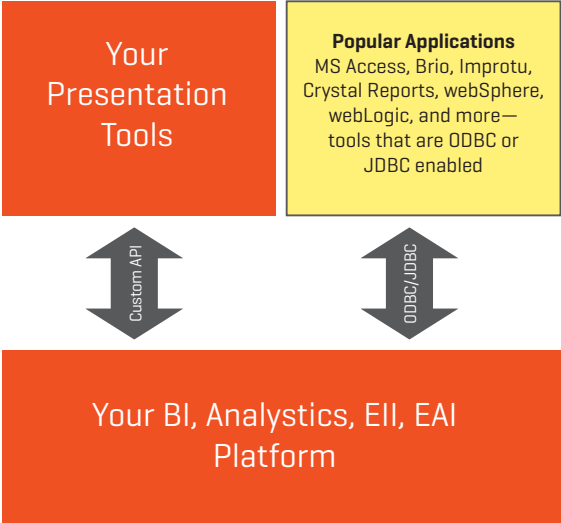 Your
Presentation
Tools
Popular Applications
MS Access, Brio, Improtu,
Crystal Reports, webSphere,
webLogic, and more—
tools that are ODBC or
JDBC enabled
Custom API
ODBC/JDBC
Your BI, Analystics, EII, EAI
Platform